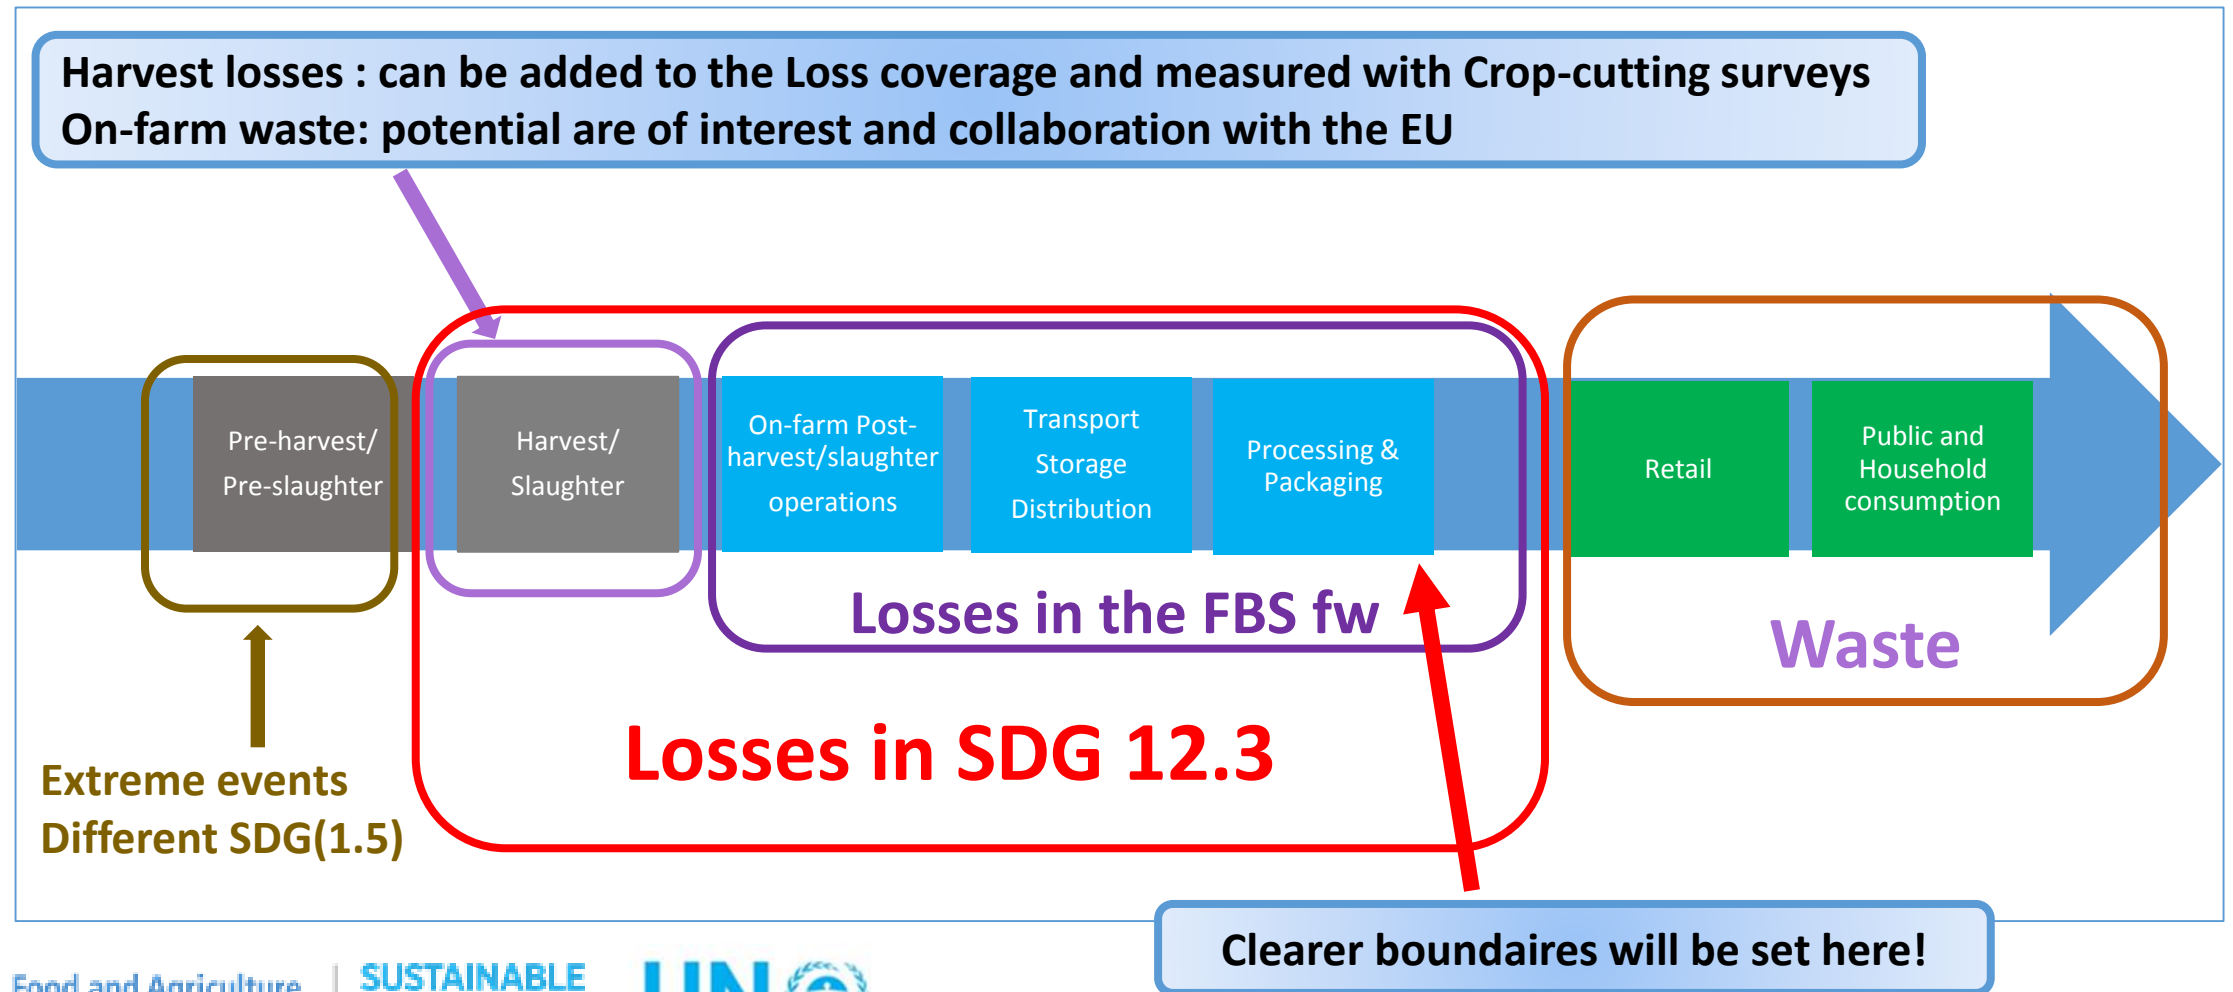 Harvest losses : can be added to the Loss coverage and measured with Crop-cutting surveys
On-farm waste: potential are of interest and collaboration with the EU
Pre-harvest/
Pre-slaughter
Harvest/
Slaughter
On-farm Post-
harvest/slaughter
operations
Transport
Storage
Distribution
Processing &
Packaging
Retail
Public and
Household
consumption
Losses in the FBS fw
Waste
Losses in SDG 12.3
Extreme events
Different SDG(1.5)
Clearer boundaires will be set here!
Food and Agriculture
SUSTAINABLE
UN